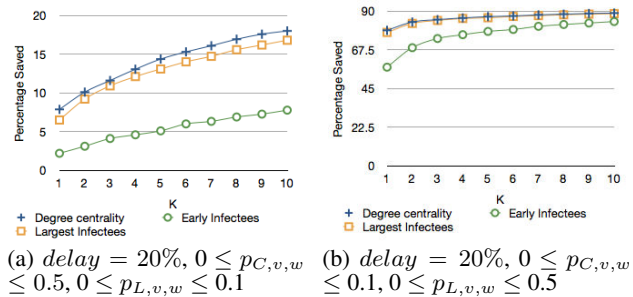 Percentage Saved
20
15
10
5
0
1 2 3 4 5 6 7 8 9 10
K
Degree centrality
Early Infectees
Largest Infectees
(a) delay = 20%, 0 ≤ p_{C,v,w}
≤ 0.5, 0 ≤ p_{L,v,w} ≤ 0.1
Percentage Saved
90
67.5
45
22.5
0
1 2 3 4 5 6 7 8 9 10
K
Degree centrality
Early Infectees
Largest Infectees
(b) delay = 20%, 0 ≤ p_{C,v,w}
≤ 0.1, 0 ≤ p_{L,v,w} ≤ 0.5